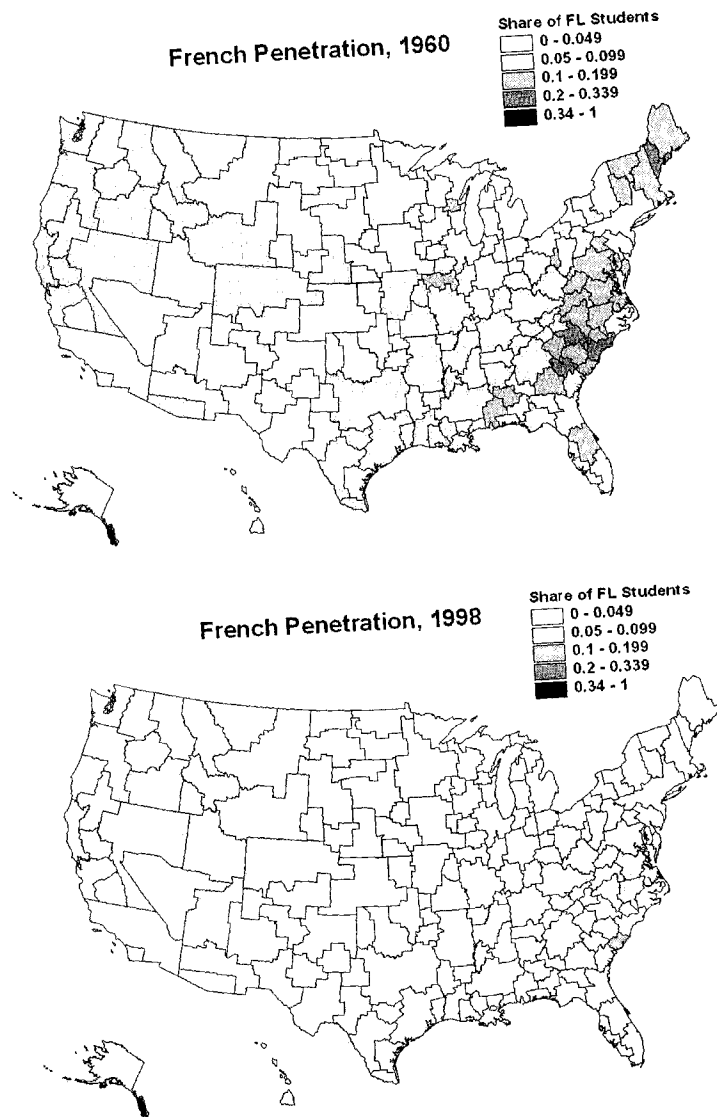 French Penetration, 1960
Share of FL Students
0 - 0.049
0.05 - 0.099
0.1 - 0.199
0.2 - 0.339
0.34 - 1
French Penetration, 1998
Share of FL Students
0 - 0.049
0.05 - 0.099
0.1 - 0.199
0.2 - 0.339
0.34 - 1